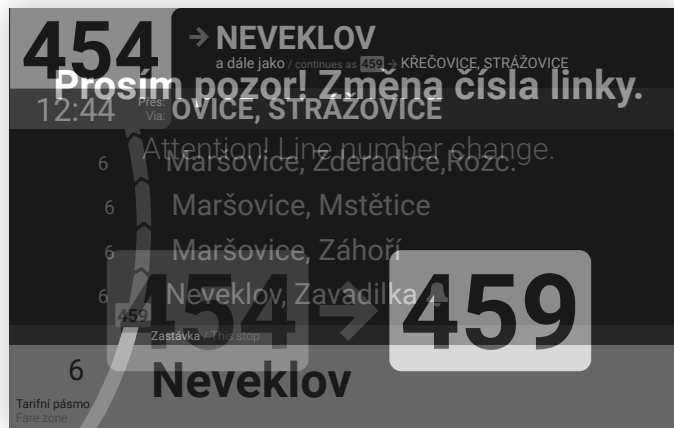 454
→ NEVEKLOV
a dále jako / continues as 459 → KŘEČOVICE, STRÁŽOVICE
Prosím pozor! Změna čísla linky.
12:44
Přes:
Via:
OVICE, STRÁŽOVICE
Attention! Line number change.
6 Maršovice, Zderadice,Rozc.
6 Maršovice, Mstětice
6 Maršovice, Záhoří
6 Neveklov, Zavadilka
454 → 459
459
Zastávka / This stop
6 Neveklov
Tarifní pásmo
Fare zone